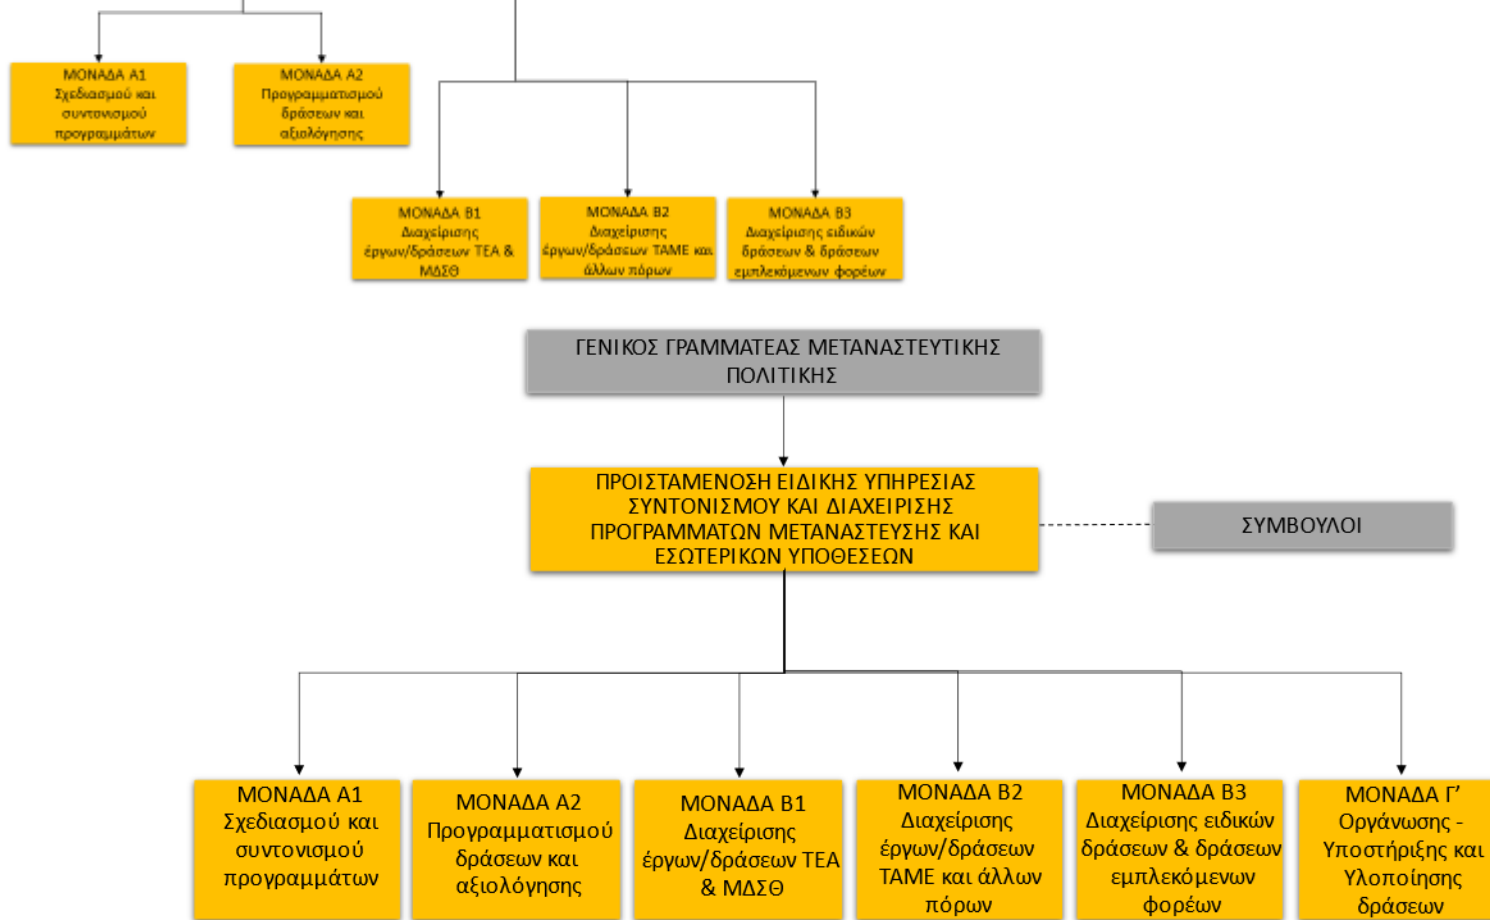 ΜΟΝΑΔΑ Α1
Σχεδιασμού και
συντονισμού
προγραμμάτων
ΜΟΝΑΔΑ Α2
Προγραμματισμού
δράσεων και
αξιολόγησης
ΜΟΝΑΔΑ Β1
Διαχείρισης
έργων/δράσεων ΤΕΑ &
ΜΔΣΘ
ΜΟΝΑΔΑ Β2
Διαχείρισης
έργων/δράσεων ΤΑΜΕ και
άλλων πόρων
ΜΟΝΑΔΑ Β3
Διαχείρισης ειδικών
δράσεων & δράσεων
εμπλεκόμενων φορέων
ΓΕΝΙΚΟΣ ΓΡΑΜΜΑΤΕΑΣ ΜΕΤΑΝΑΣΤΕΥΤΙΚΗΣ
ΠΟΛΙΤΙΚΗΣ
ΠΡΟΙΣΤΑΜΕΝΟΣΗ ΕΙΔΙΚΗΣ ΥΠΗΡΕΣΙΑΣ
ΣΥΝΤΟΝΙΣΜΟΥ ΚΑΙ ΔΙΑΧΕΙΡΙΣΗΣ
ΠΡΟΓΡΑΜΜΑΤΩΝ ΜΕΤΑΝΑΣΤΕΥΣΗΣ ΚΑΙ
ΕΣΩΤΕΡΙΚΩΝ ΥΠΟΘΕΣΕΩΝ
ΣΥΜΒΟΥΛΟΙ
ΜΟΝΑΔΑ Α1
Σχεδιασμού και
συντονισμού
προγραμμάτων
ΜΟΝΑΔΑ Α2
Προγραμματισμού
δράσεων και
αξιολόγησης
ΜΟΝΑΔΑ Β1
Διαχείρισης
έργων/δράσεων ΤΕΑ
& ΜΔΣΘ
ΜΟΝΑΔΑ Β2
Διαχείρισης
έργων/δράσεων
ΤΑΜΕ και άλλων
πόρων
ΜΟΝΑΔΑ Β3
Διαχείρισης ειδικών
δράσεων & δράσεων
εμπλεκόμενων
φορέων
ΜΟΝΑΔΑ Γ’
Οργάνωσης -
Υποστήριξης και
Υλοποίησης
δράσεων